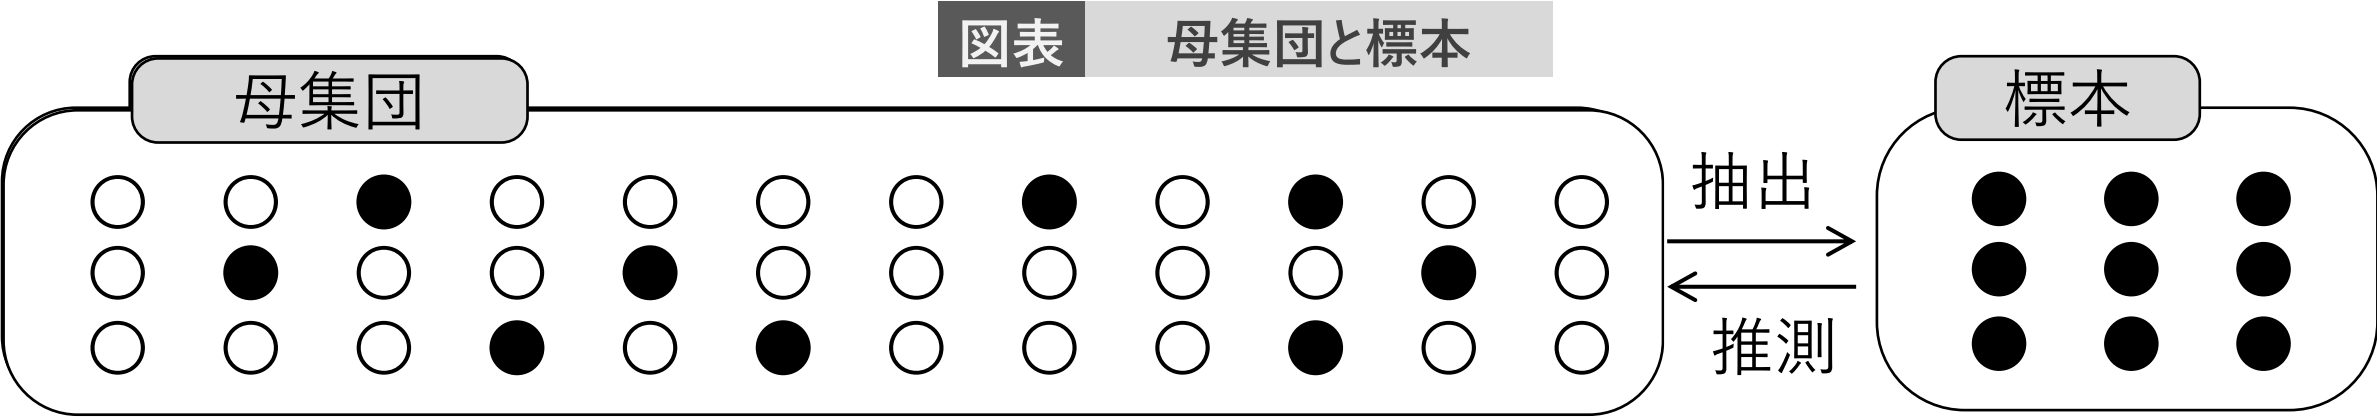 図表 母集団と標本
母集団
標本
抽出
推測